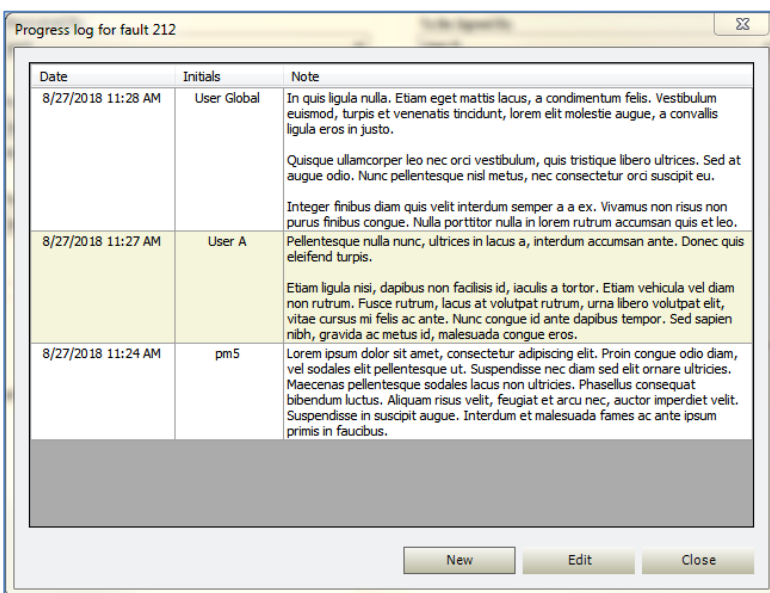 Progress log for fault 212
Date Initials Note
8/27/2018 11:28 AM User Global In quis ligula nulla. Etiam eget mattis lacus, a condimentum felis. Vestibulum
euismod, turpis et venenatis tincidunt, lorem elit molestie augue, a convallis
ligula eros in justo.
Quisque ullamcorper leo nec orci vestibulum, quis tristique libero ultrices. Sed at
augue odio. Nunc pellentesque nisl metus, nec consectetur orci suscipit eu.
Integer finibus diam quis velit interdum semper a a ex. Vivamus non risus non
purus finibus congue. Nulla porttitor nulla in lorem rutrum accumsan quis et leo.
8/27/2018 11:27 AM User A Pellentesque nulla nunc, ultrices in lacus a, interdum accumsan ante. Donec quis
eleifend turpis.
Etiam ligula nisi, dapibus non facilisis id, iaculis a tortor. Etiam vehicula vel diam
non rutrum. Fusce rutrum, lacus at volutpat rutrum, urna libero volutpat elit,
vitae cursus mi felis ac ante. Nunc congue id ante dapibus tempor. Sed sapien
nibh, gravida ac metus id, malesuada congue eros.
8/27/2018 11:24 AM pm5 Lorem ipsum dolor sit amet, consectetur adipiscing elit. Proin congue odio diam,
vel sodales elit pellentesque ut. Suspendisse nec diam sed elit ornare ultricies.
Maecenas pellentesque sodales lacus non ultricies. Phasellus consequat
bibendum luctus. Aliquam risus velit, feugiat et arcu nec, auctor imperdiet velit.
Suspendisse in suscipit augue. Interdum et malesuada fames ac ante ipsum
primis in faucibus.
New Edit Close